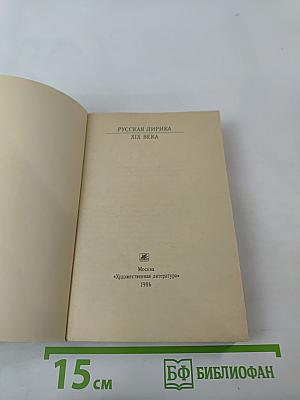 РУССКАЯ ЛИРИКА
XIX ВЕКА
Москва
«Художественная литература»
1986
15 см
БФ БИБЛИОФАН